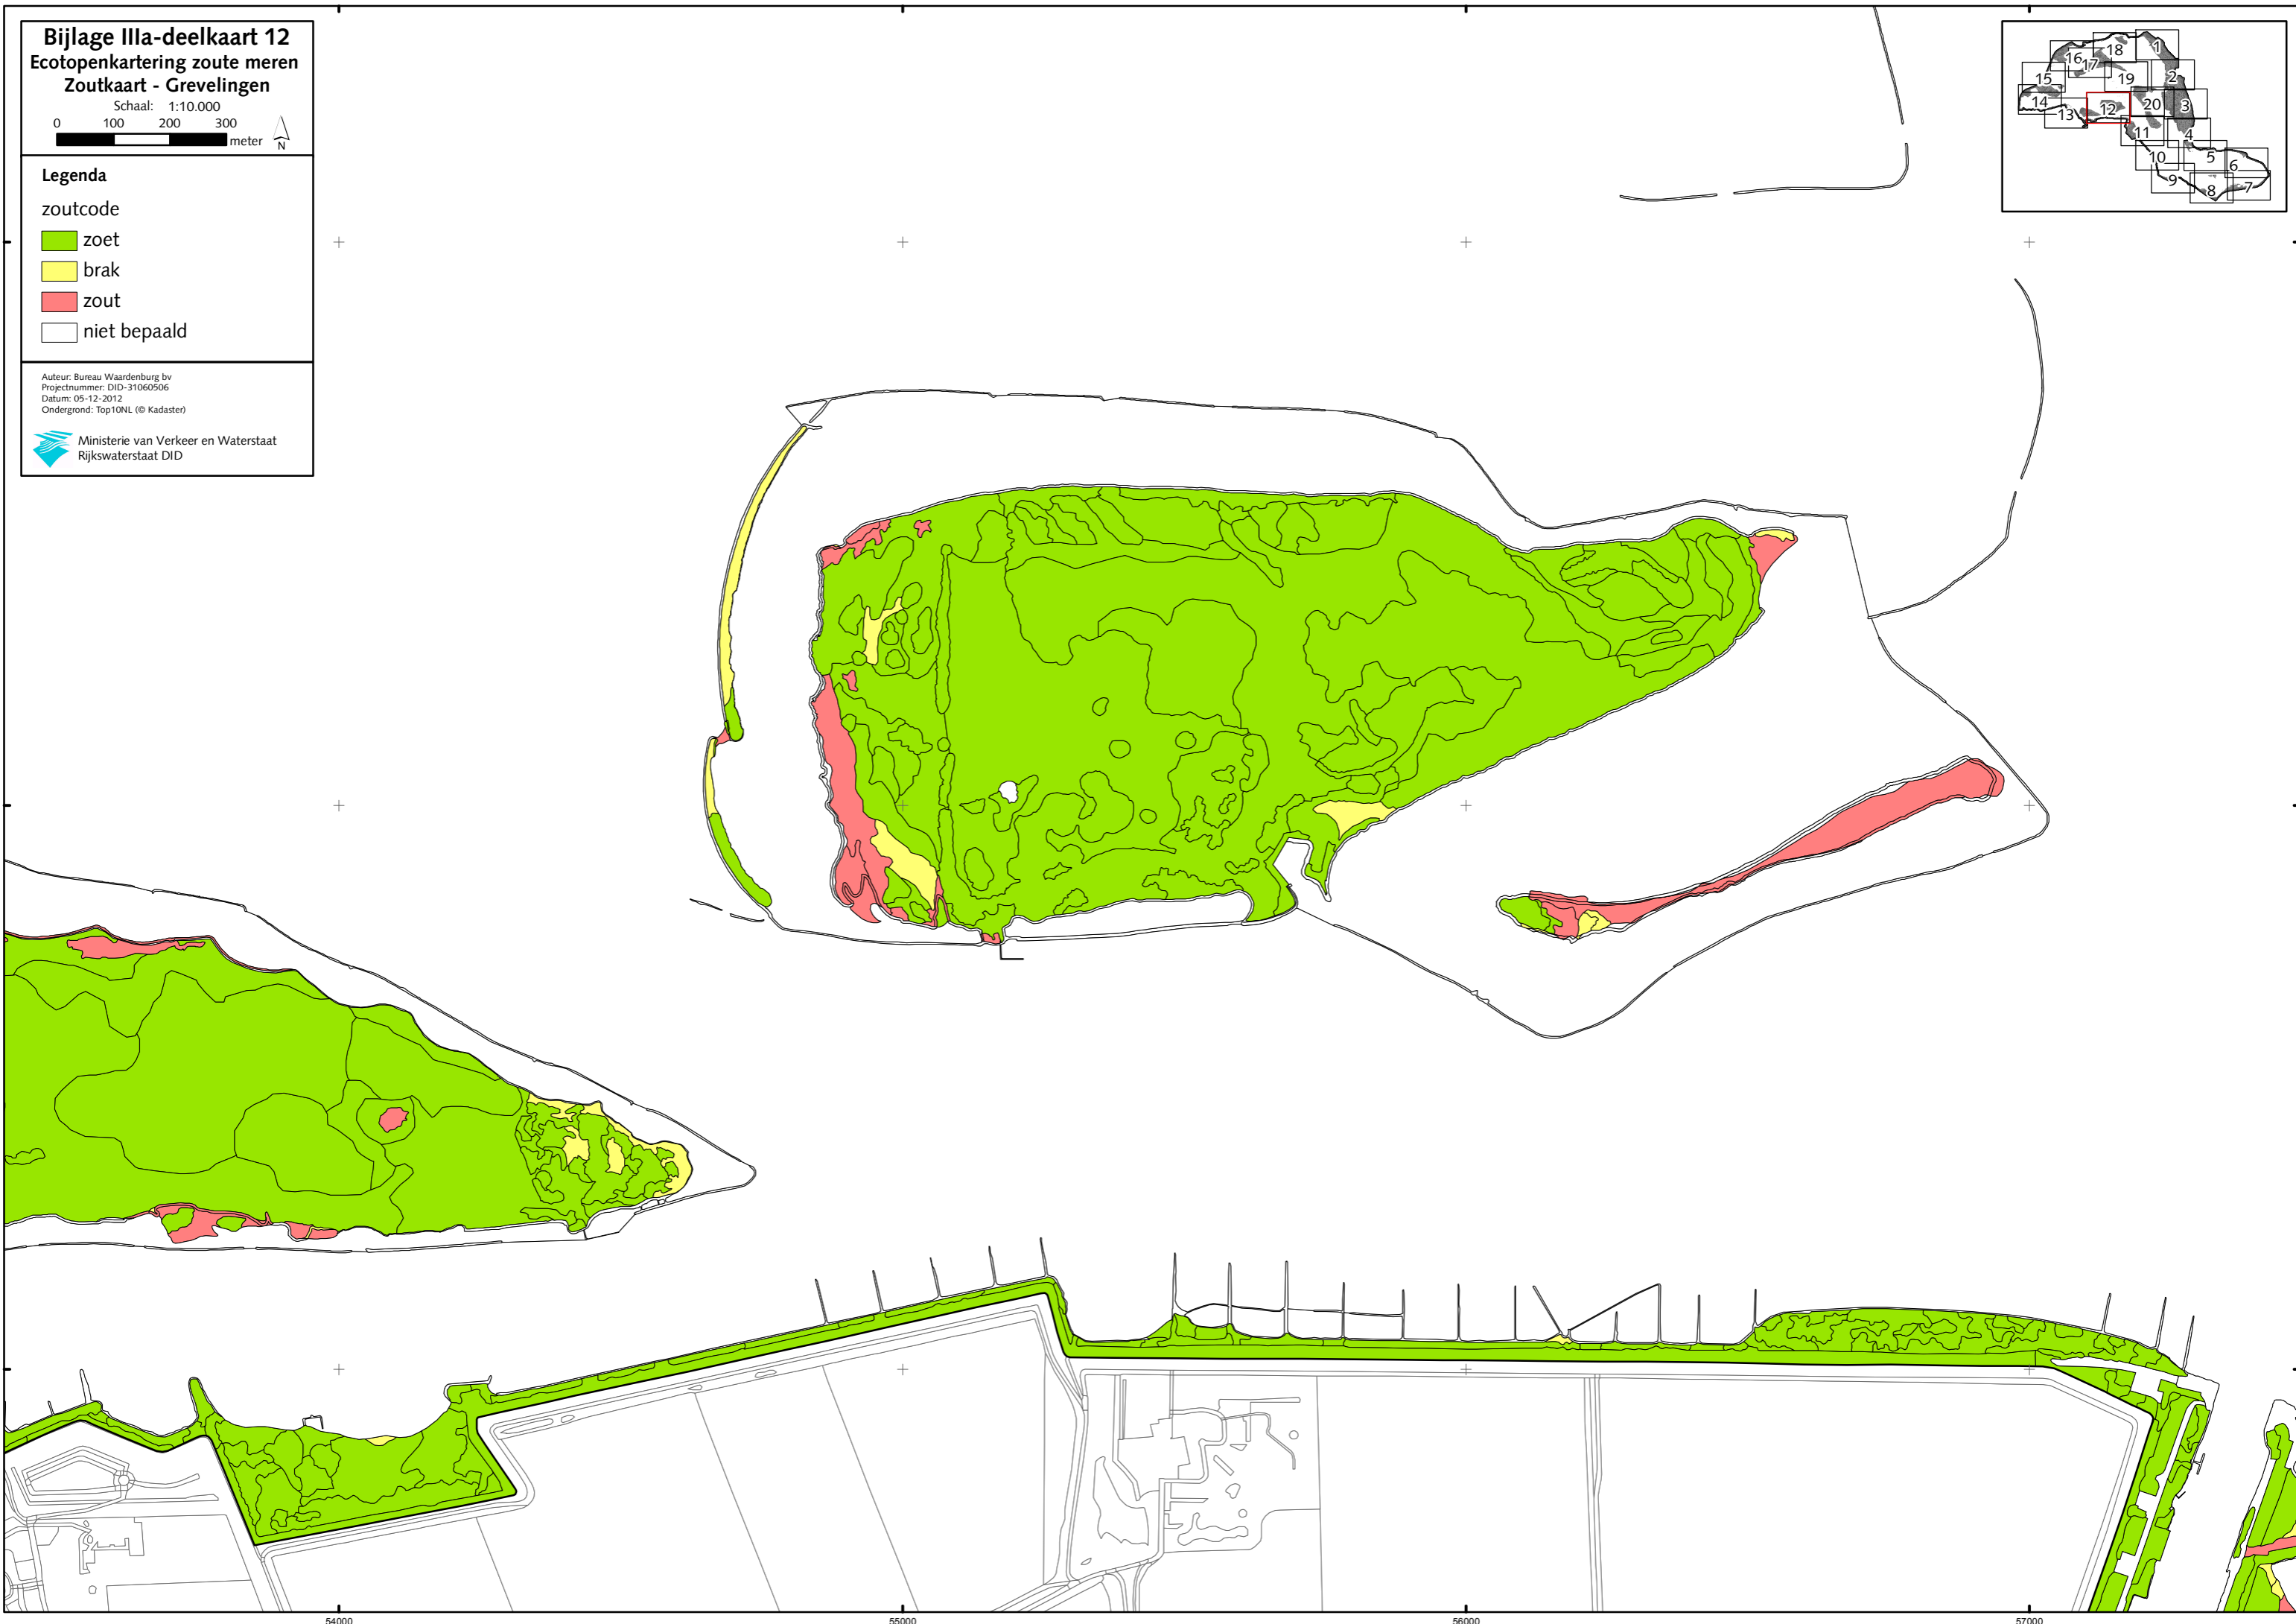 Bijlage IIIa-deelkaart 12
Ecotopenkartering zoute meren
Zoutkaart - Grevelingen
Schaal: 1:10.000
0 100 200 300
meter
N
Legenda
zoutcode
zoet
brak
zout
niet bepaald
Auteur: Bureau Waardenburg bv
Projectnummer: DID-31060506
Datum: 05-12-2012
Ondergrond: Top10NL (© Kadaster)
Ministerie van Verkeer en Waterstaat
Rijkswaterstaat DID
18 1
16 17
15 19 2
14 12 20 3
13
11 4
10 5 6
9 8 7
54000 55000 56000 57000